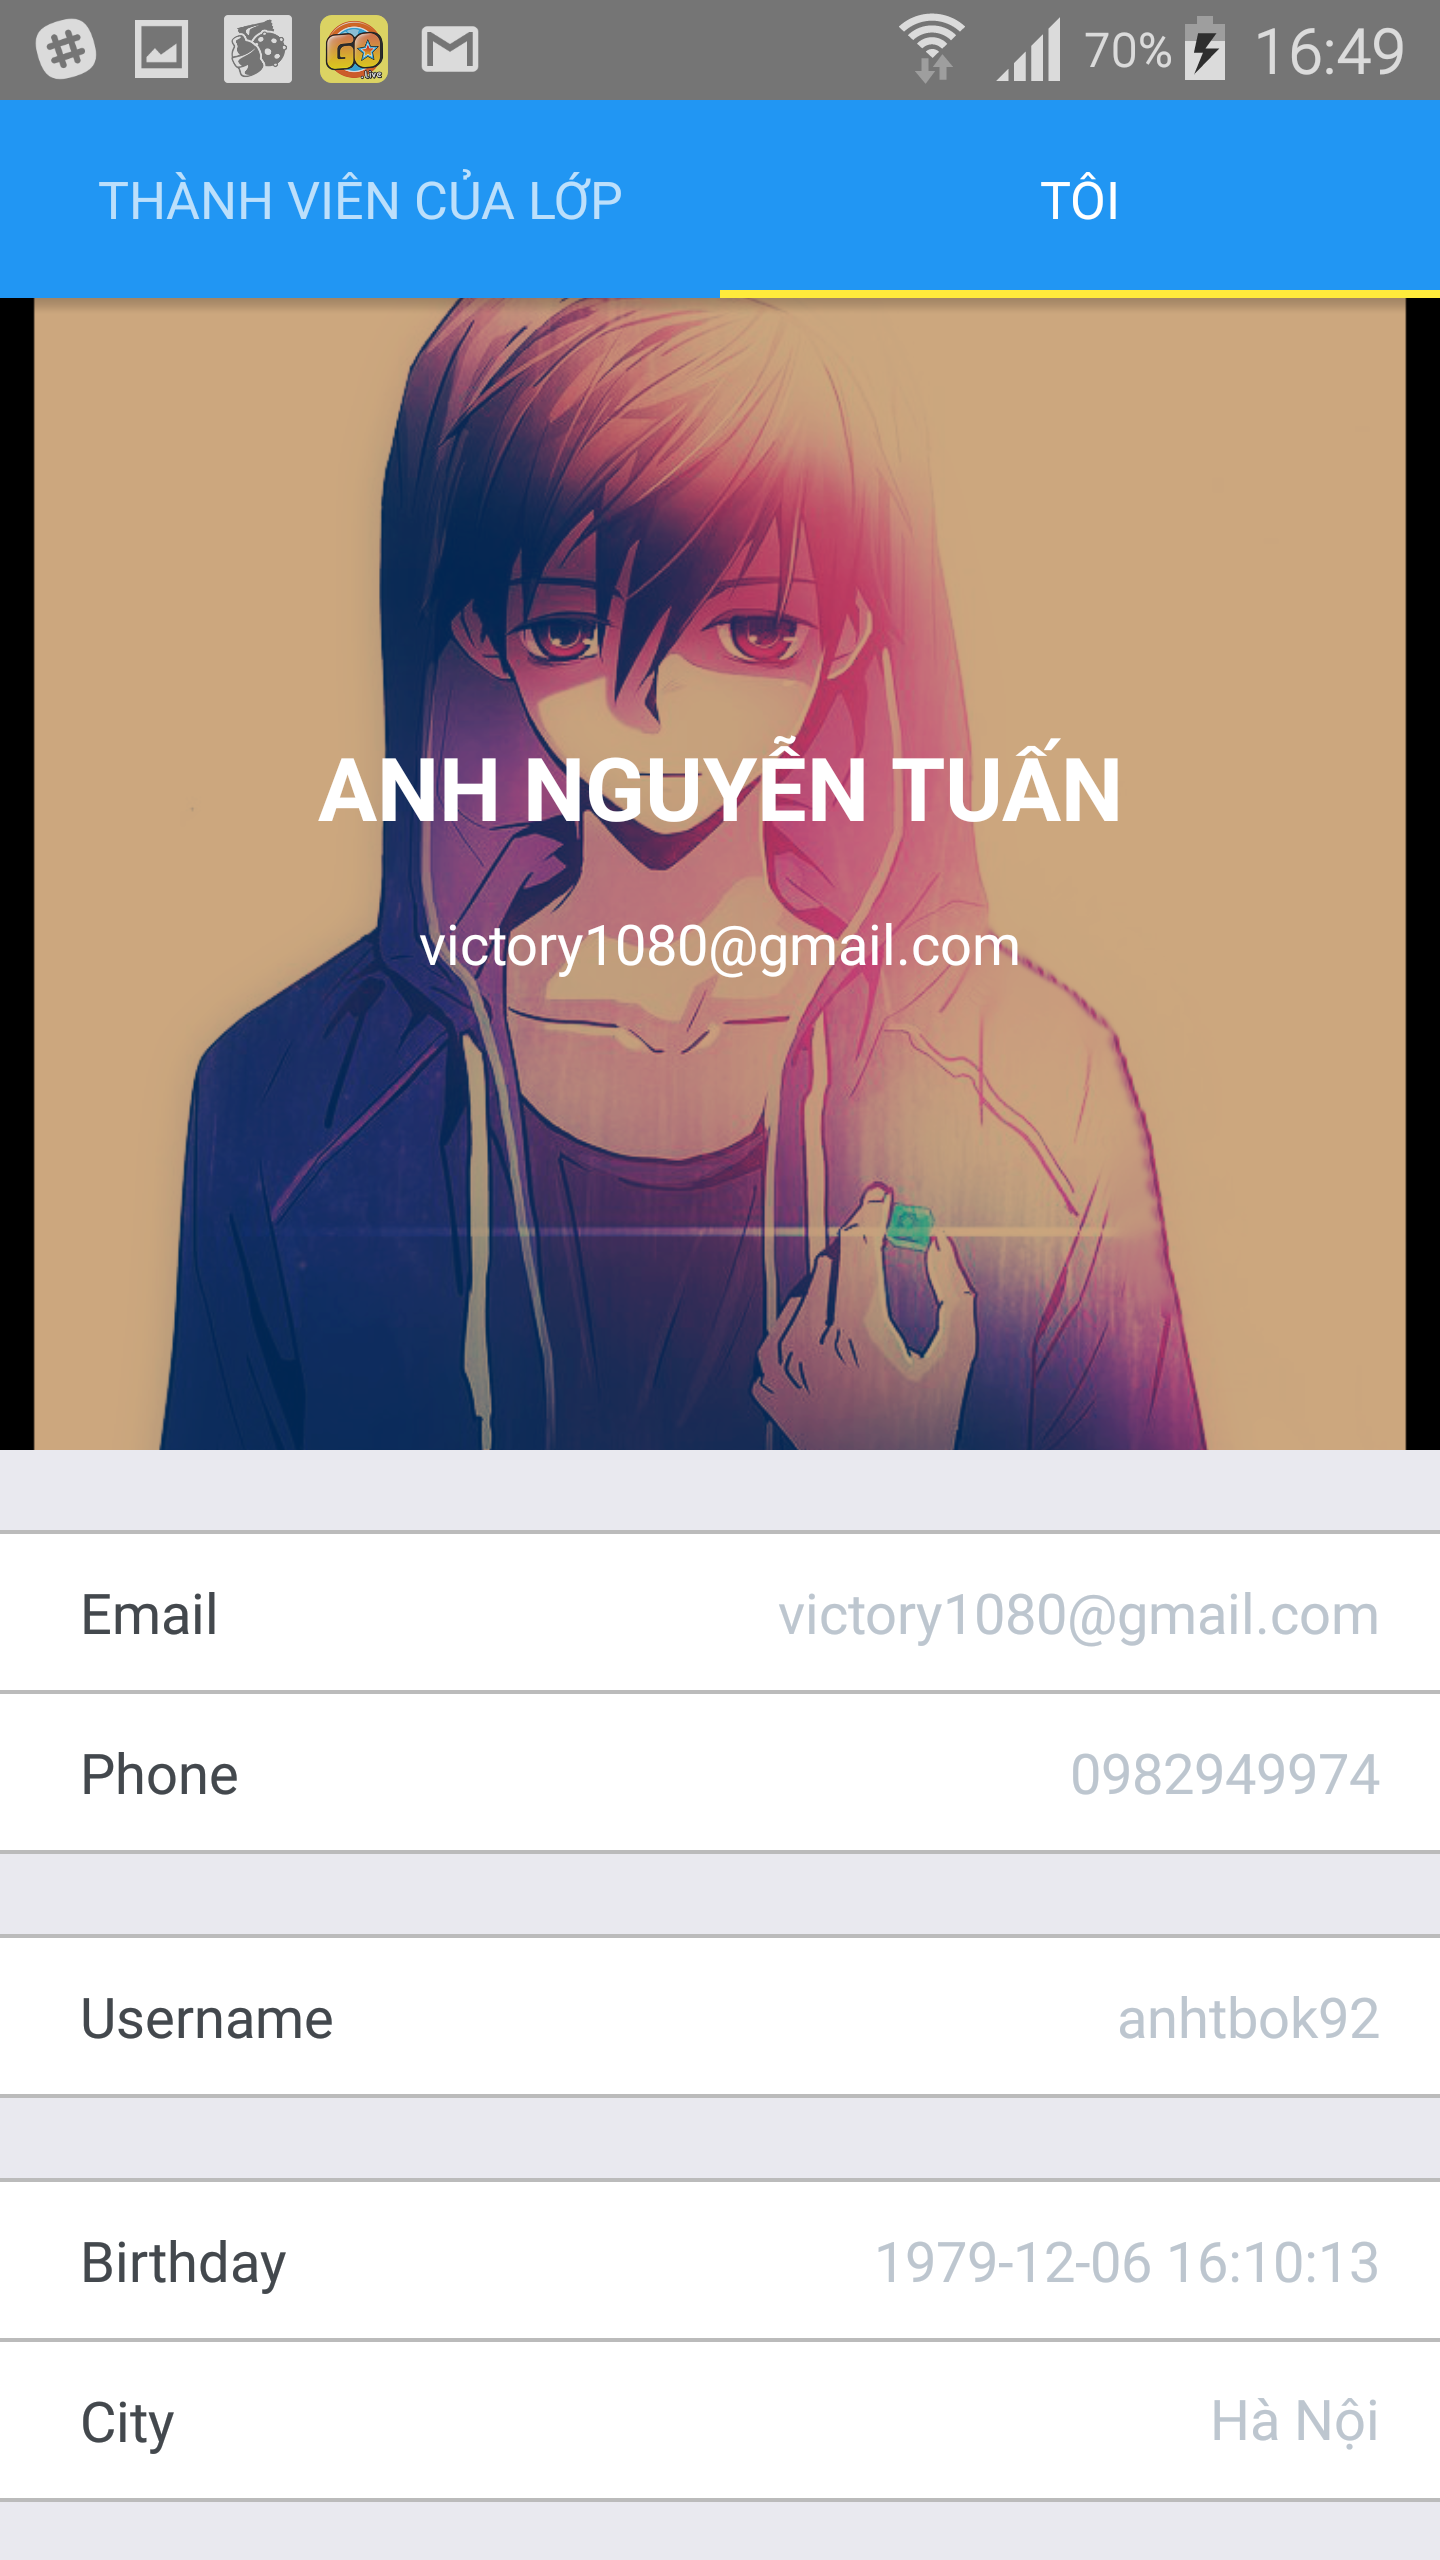 70% 16:49
THÀNH VIÊN CỦA LỚP TÔI
ANH NGUYỄN TUẤN
victory1080@gmail.com
Email victory1080@gmail.com
Phone 0982949974
Username anhtbok92
Birthday 1979-12-06 16:10:13
City Hà Nội